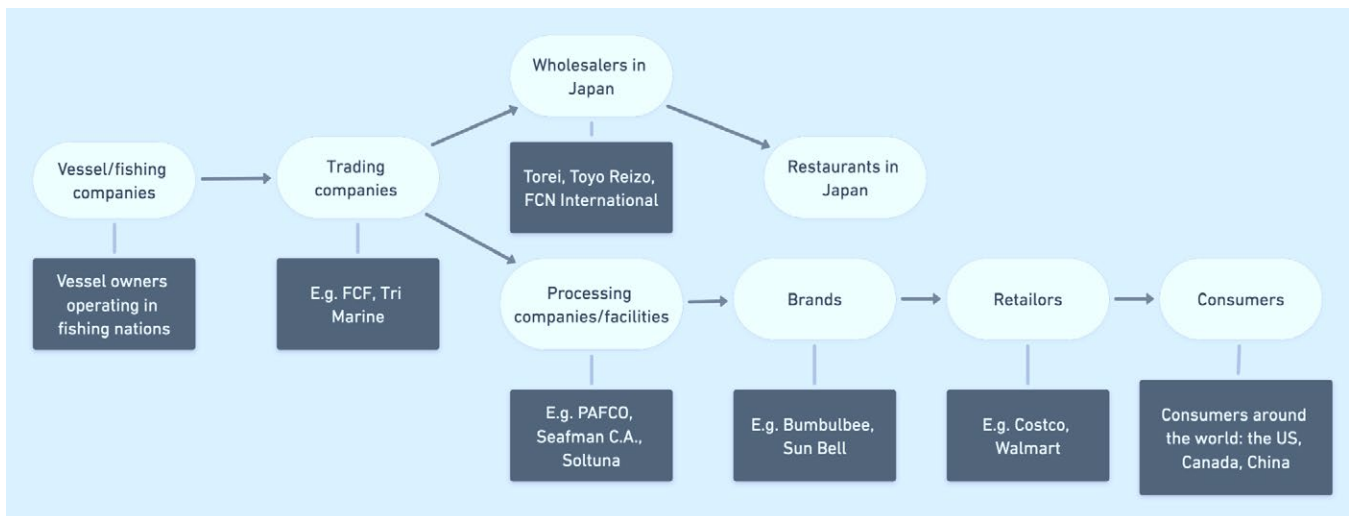 Vessel/fishing
companies
Vessel owners
operating in
fishing nations
Trading
companies
E.g. FCF, Tri
Marine
Wholesalers in
Japan
Torei, Toyo Reizo,
FCN International
Restaurants in
Japan
Processing
companies/facilities
E.g. PAFCO,
Seafman C.A.,
Soltuna
Brands
E.g. Bumbulbee,
Sun Bell
Retailors
E.g. Costco,
Walmart
Consumers
Consumers around
the world: the US,
Canada, China